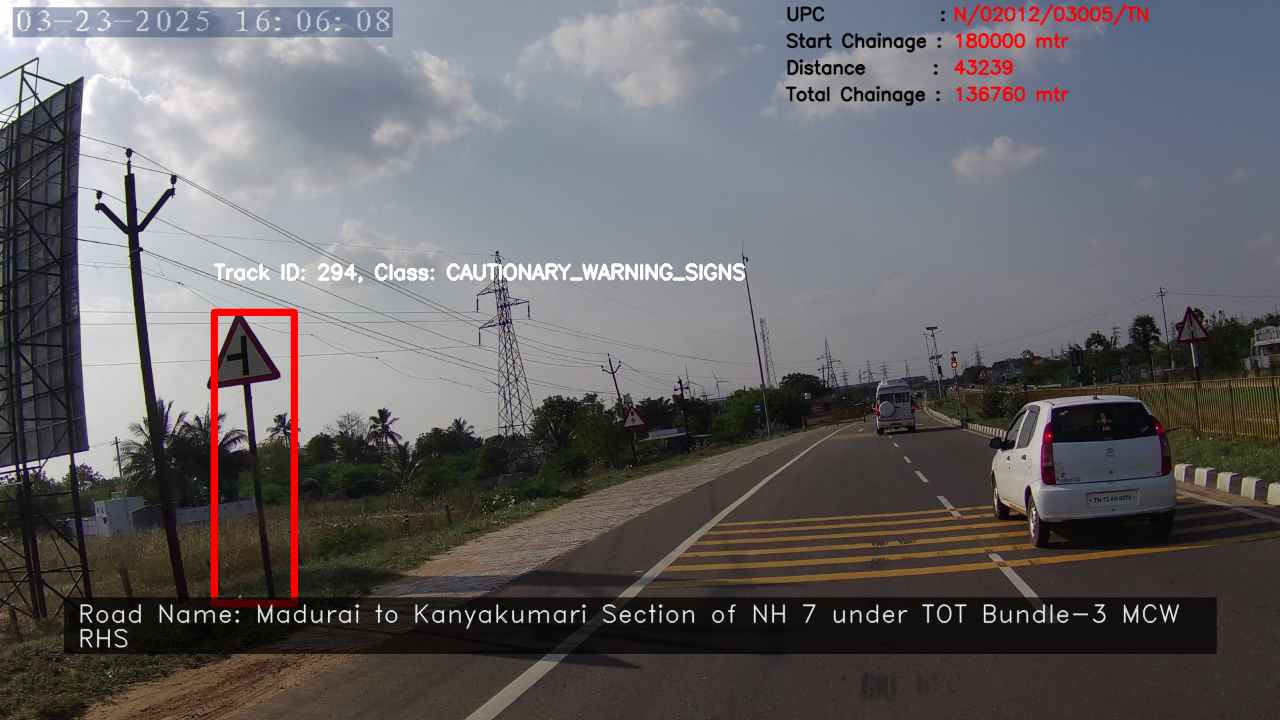 03-23-2025 16:06:08
UPC : N/02012/03005/TN
Start Chainage : 180000 mtr
Distance : 43239
Total Chainage : 136760 mtr
Track ID: 294, Class: CAUTIONARY_WARNING_SIGNS
Road Name: Madurai to Kanyakumari Section of NH 7 under TOT Bundle-3 MCW
RHS